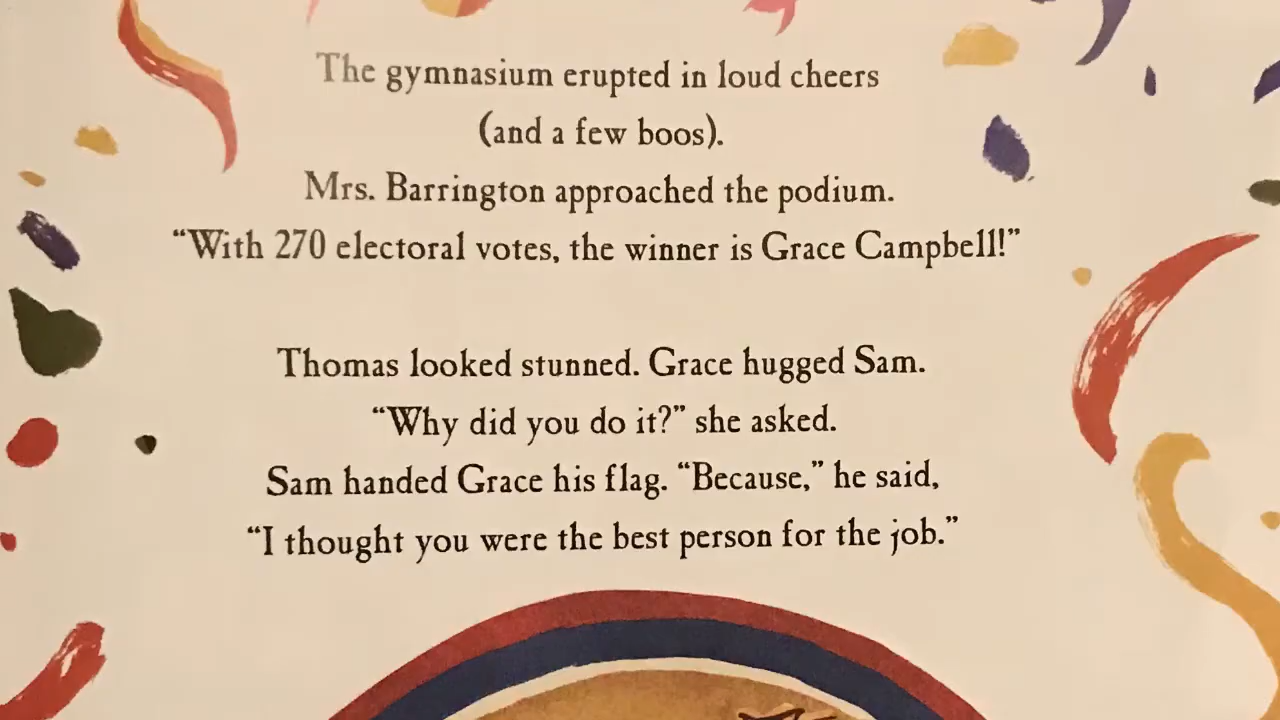 The gymnasium erupted in loud cheers
(and a few boos).
Mrs. Barrington approached the podium.
“With 270 electoral votes, the winner is Grace Campbell!”
Thomas looked stunned. Grace hugged Sam.
“Why did you do it?” she asked.
Sam handed Grace his flag. “Because,” he said,
“I thought you were the best person for the job.”